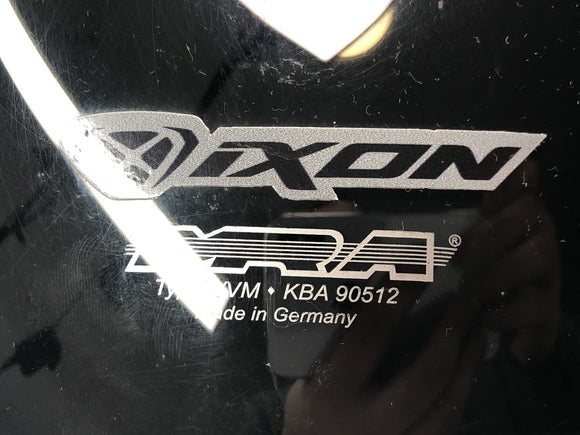 IXON
MRA®
VM • KBA 90512
in Germany